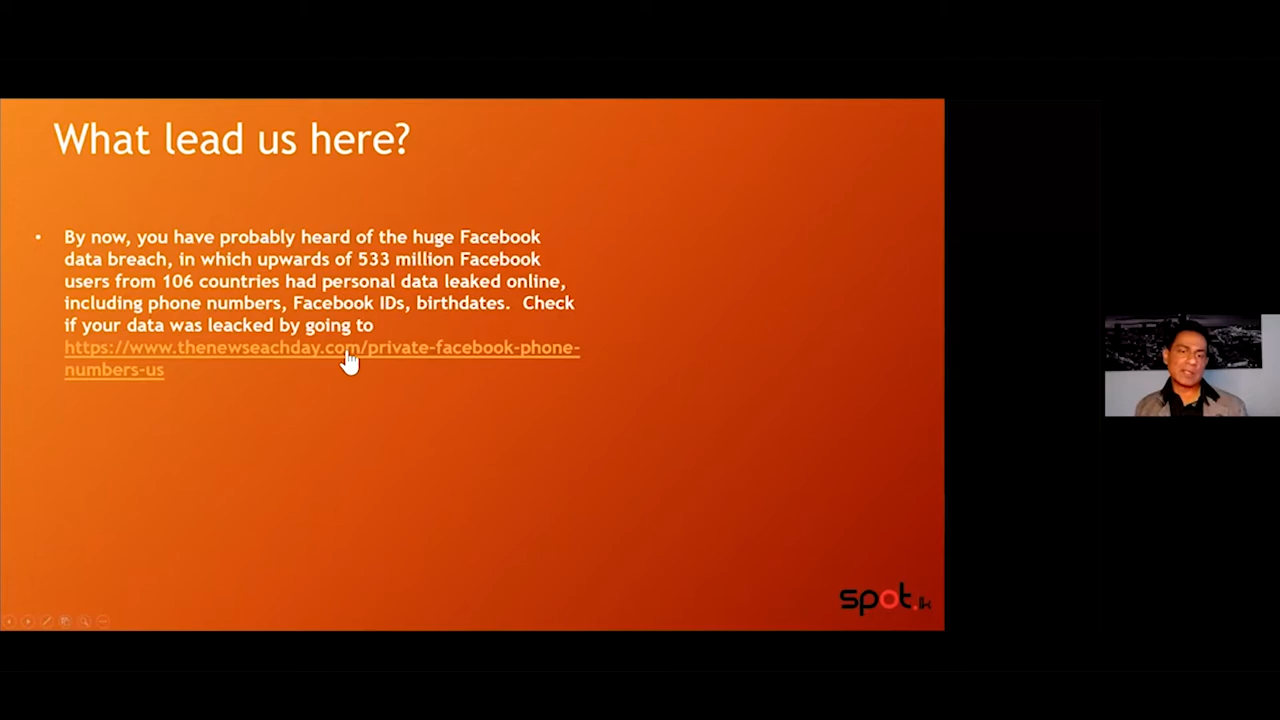 What lead us here?
• By now, you have probably heard of the huge Facebook
data breach, in which upwards of 533 million Facebook
users from 106 countries had personal data leaked online,
including phone numbers, Facebook IDs, birthdates.  Check
if your data was leacked by going to
https://www.thenewseachday.com/private-facebook-phone-
numbers-us
spot.lk